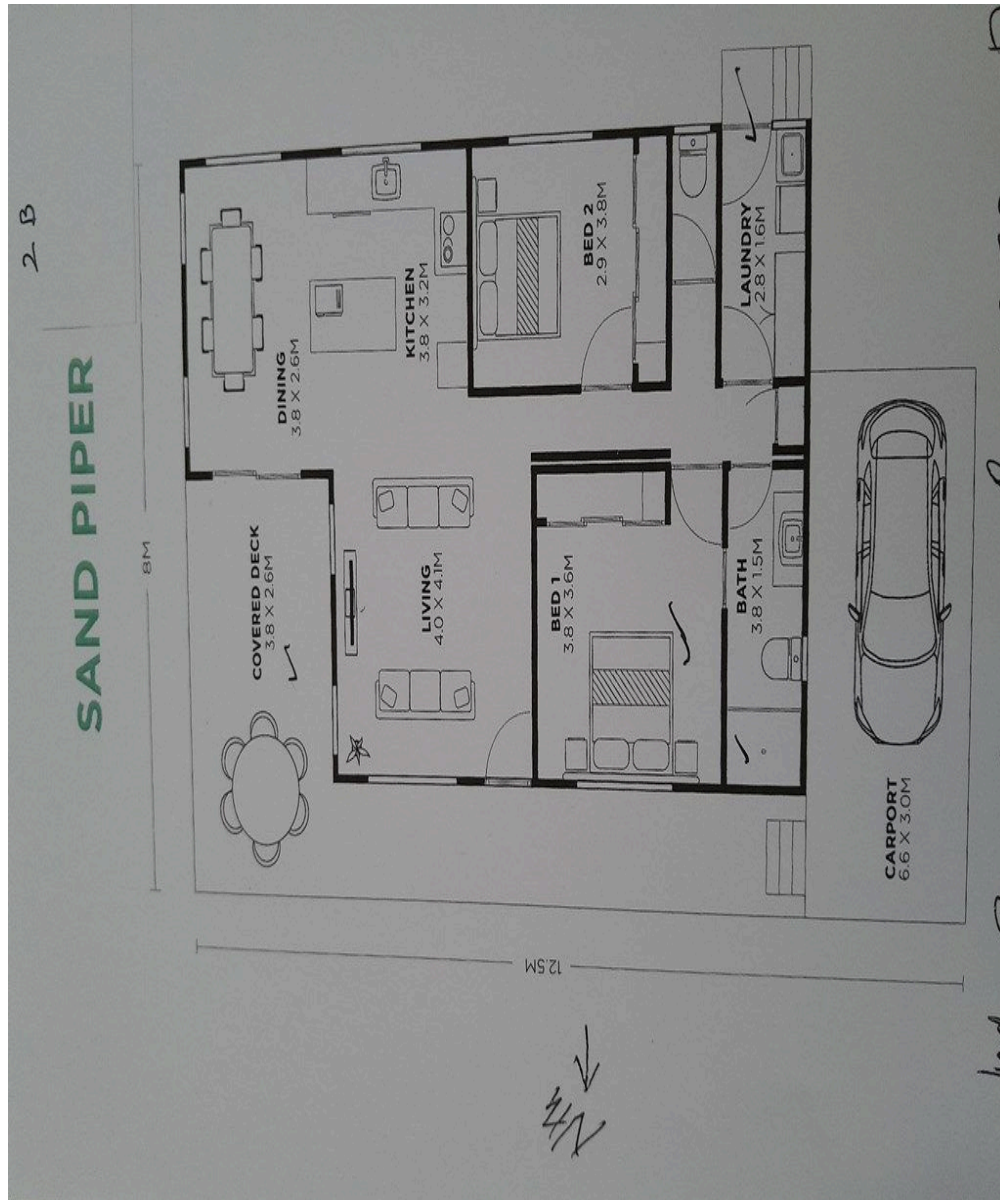 2 B
SAND PIPER
8M
COVERED DECK
3.8 X 2.6M
DINING
3.8 X 2.6M
KITCHEN
3.8 X 3.2M
LIVING
4.0 X 4.1M
BED 2
2.9 X 3.8M
BED 1
3.8 X 3.6M
LAUNDRY
2.8 X 1.6M
BATH
3.8 X 1.5M
CARPORT
6.6 X 3.0M
12.5M